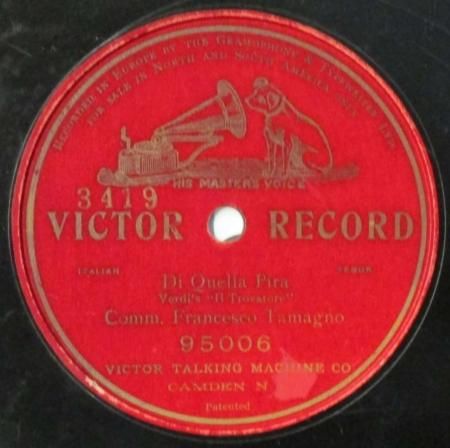 RECORDED IN EUROPE BY THE GRAMOPHONE & TYPEWRITER LTD.
FOR SALE IN NORTH AND SOUTH AMERICA ONLY
HIS MASTER'S VOICE
3419
VICTOR RECORD
ITALIAN TENOR
Di Quella Pira
Verdi's "Il Trovatore"
Comm. Francesco Tamagno
95006
VICTOR TALKING MACHINE CO
CAMDEN N
Patented